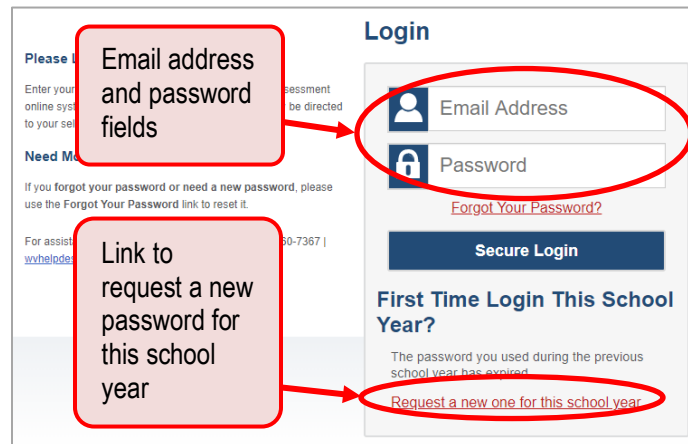 Please L
Enter your
ssessment
online syst
be directed
to your sel
Need Mo
If you forgot your password or need a new password, please
use the Forgot Your Password link to reset it.
For assist
60-7367 |
wvhelpdes
Email address
and password
fields
Link to
request a new
password for
this school
year
Login
Email Address
Password
Forgot Your Password?
Secure Login
First Time Login This School
Year?
The password you used during the previous
school year has expired
Request a new one for this school year